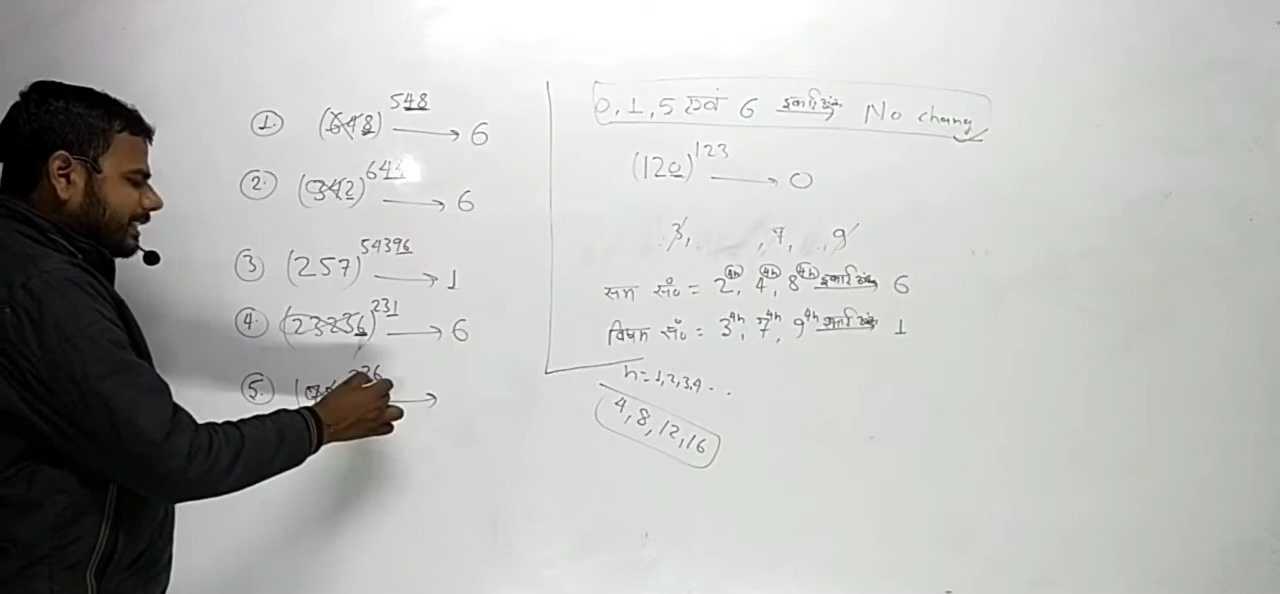 1. (648)^548 → 6
2. (342)^644 → 6
3 (257)^54396 → 1
4. (23236)^231 → 6
5. ( 36 →
0, 1, 5 एवं 6 इकाई अंक → No chang
(120)^123 → 0
3, 7, 9
सम सं० = 2^4n, 4^4n, 8^4n इकाई अंक → 6
विषम सं० = 3^4n, 7^4n, 9^4n इकाई अंक → 1
n=1,2,3,4 - . .
4, 8, 12, 16